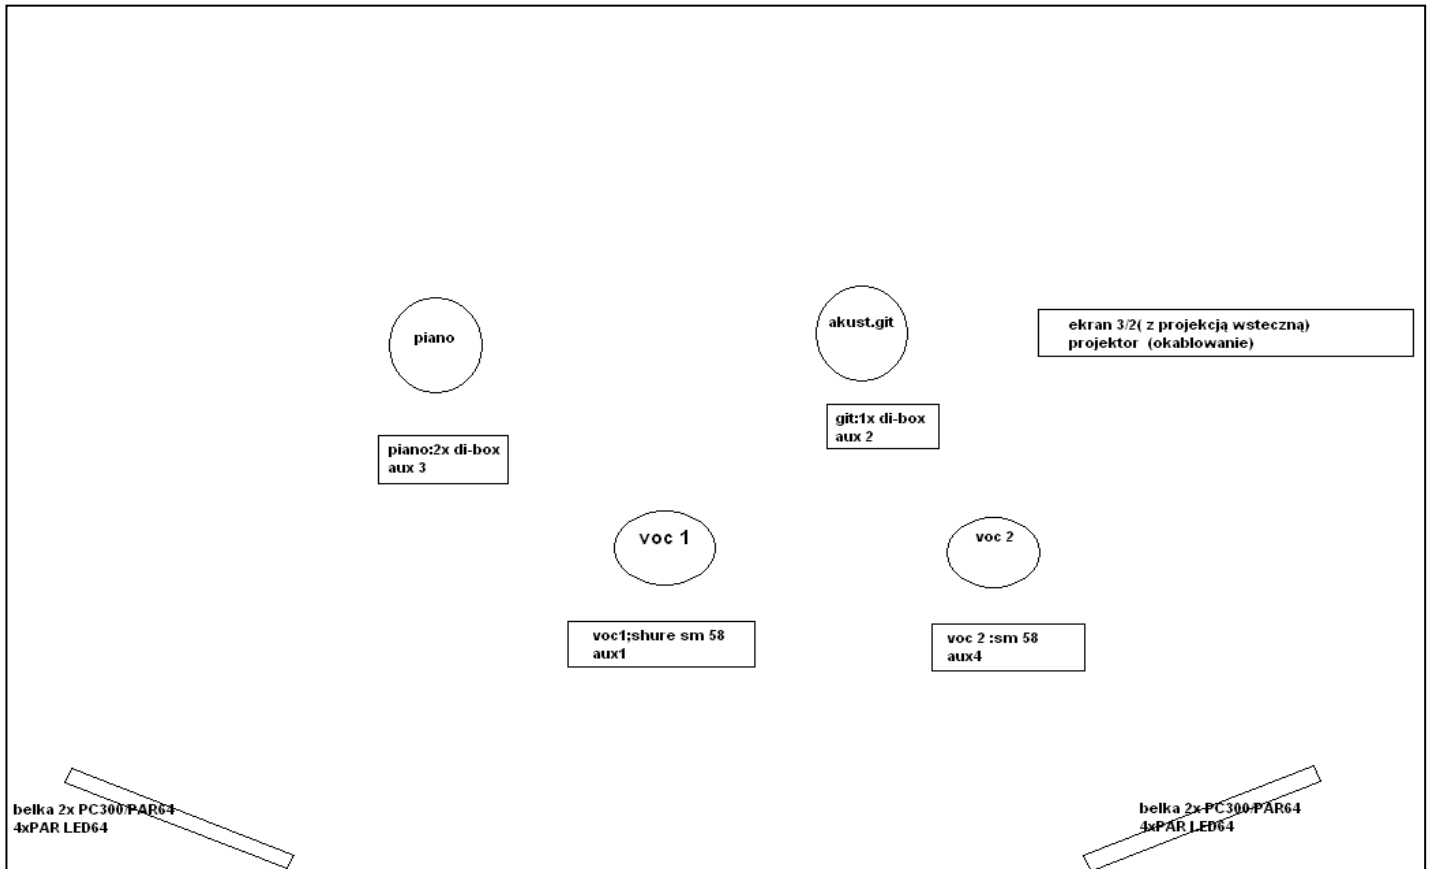 piano
akust.git
ekran 3/2( z projekcją wsteczną)
projektor (okablowanie)
git:1x di-box
aux 2
piano:2x di-box
aux 3
voc 1
voc 2
voc1;shure sm 58
aux1
voc 2 :sm 58
aux4
belka 2x PC300/PAR64
4xPAR LED64
belka 2x PC300/PAR64
4xPAR LED64